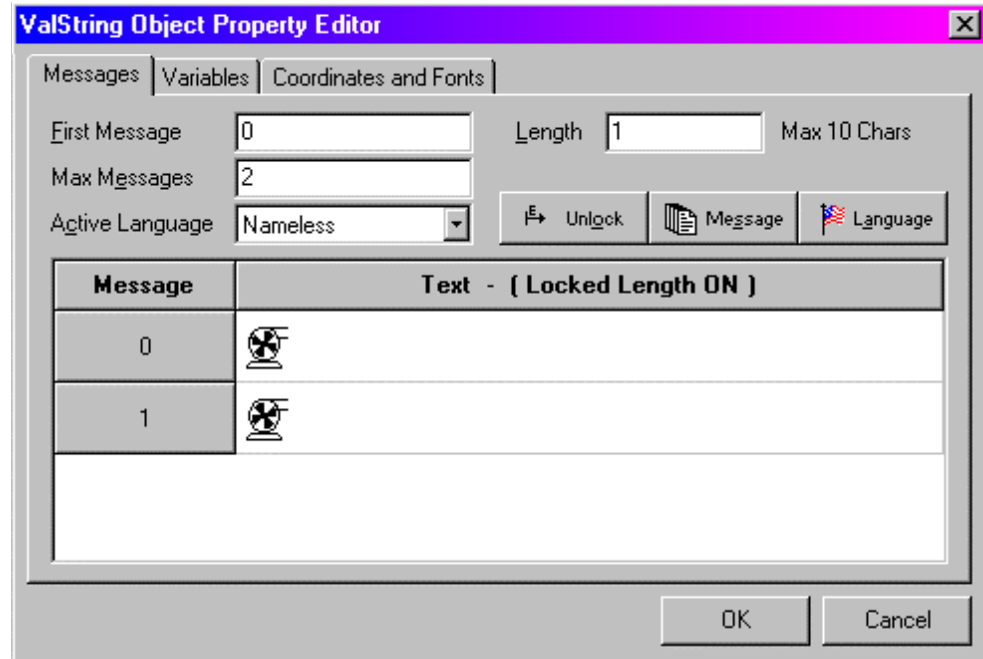 ValString Object Property Editor
Messages Variables Coordinates and Fonts
First Message 0 Length 1 Max 10 Chars
Max Messages 2
Active Language Nameless Unlock Message Language
Message Text - ( Locked Length ON )
0
1
OK Cancel